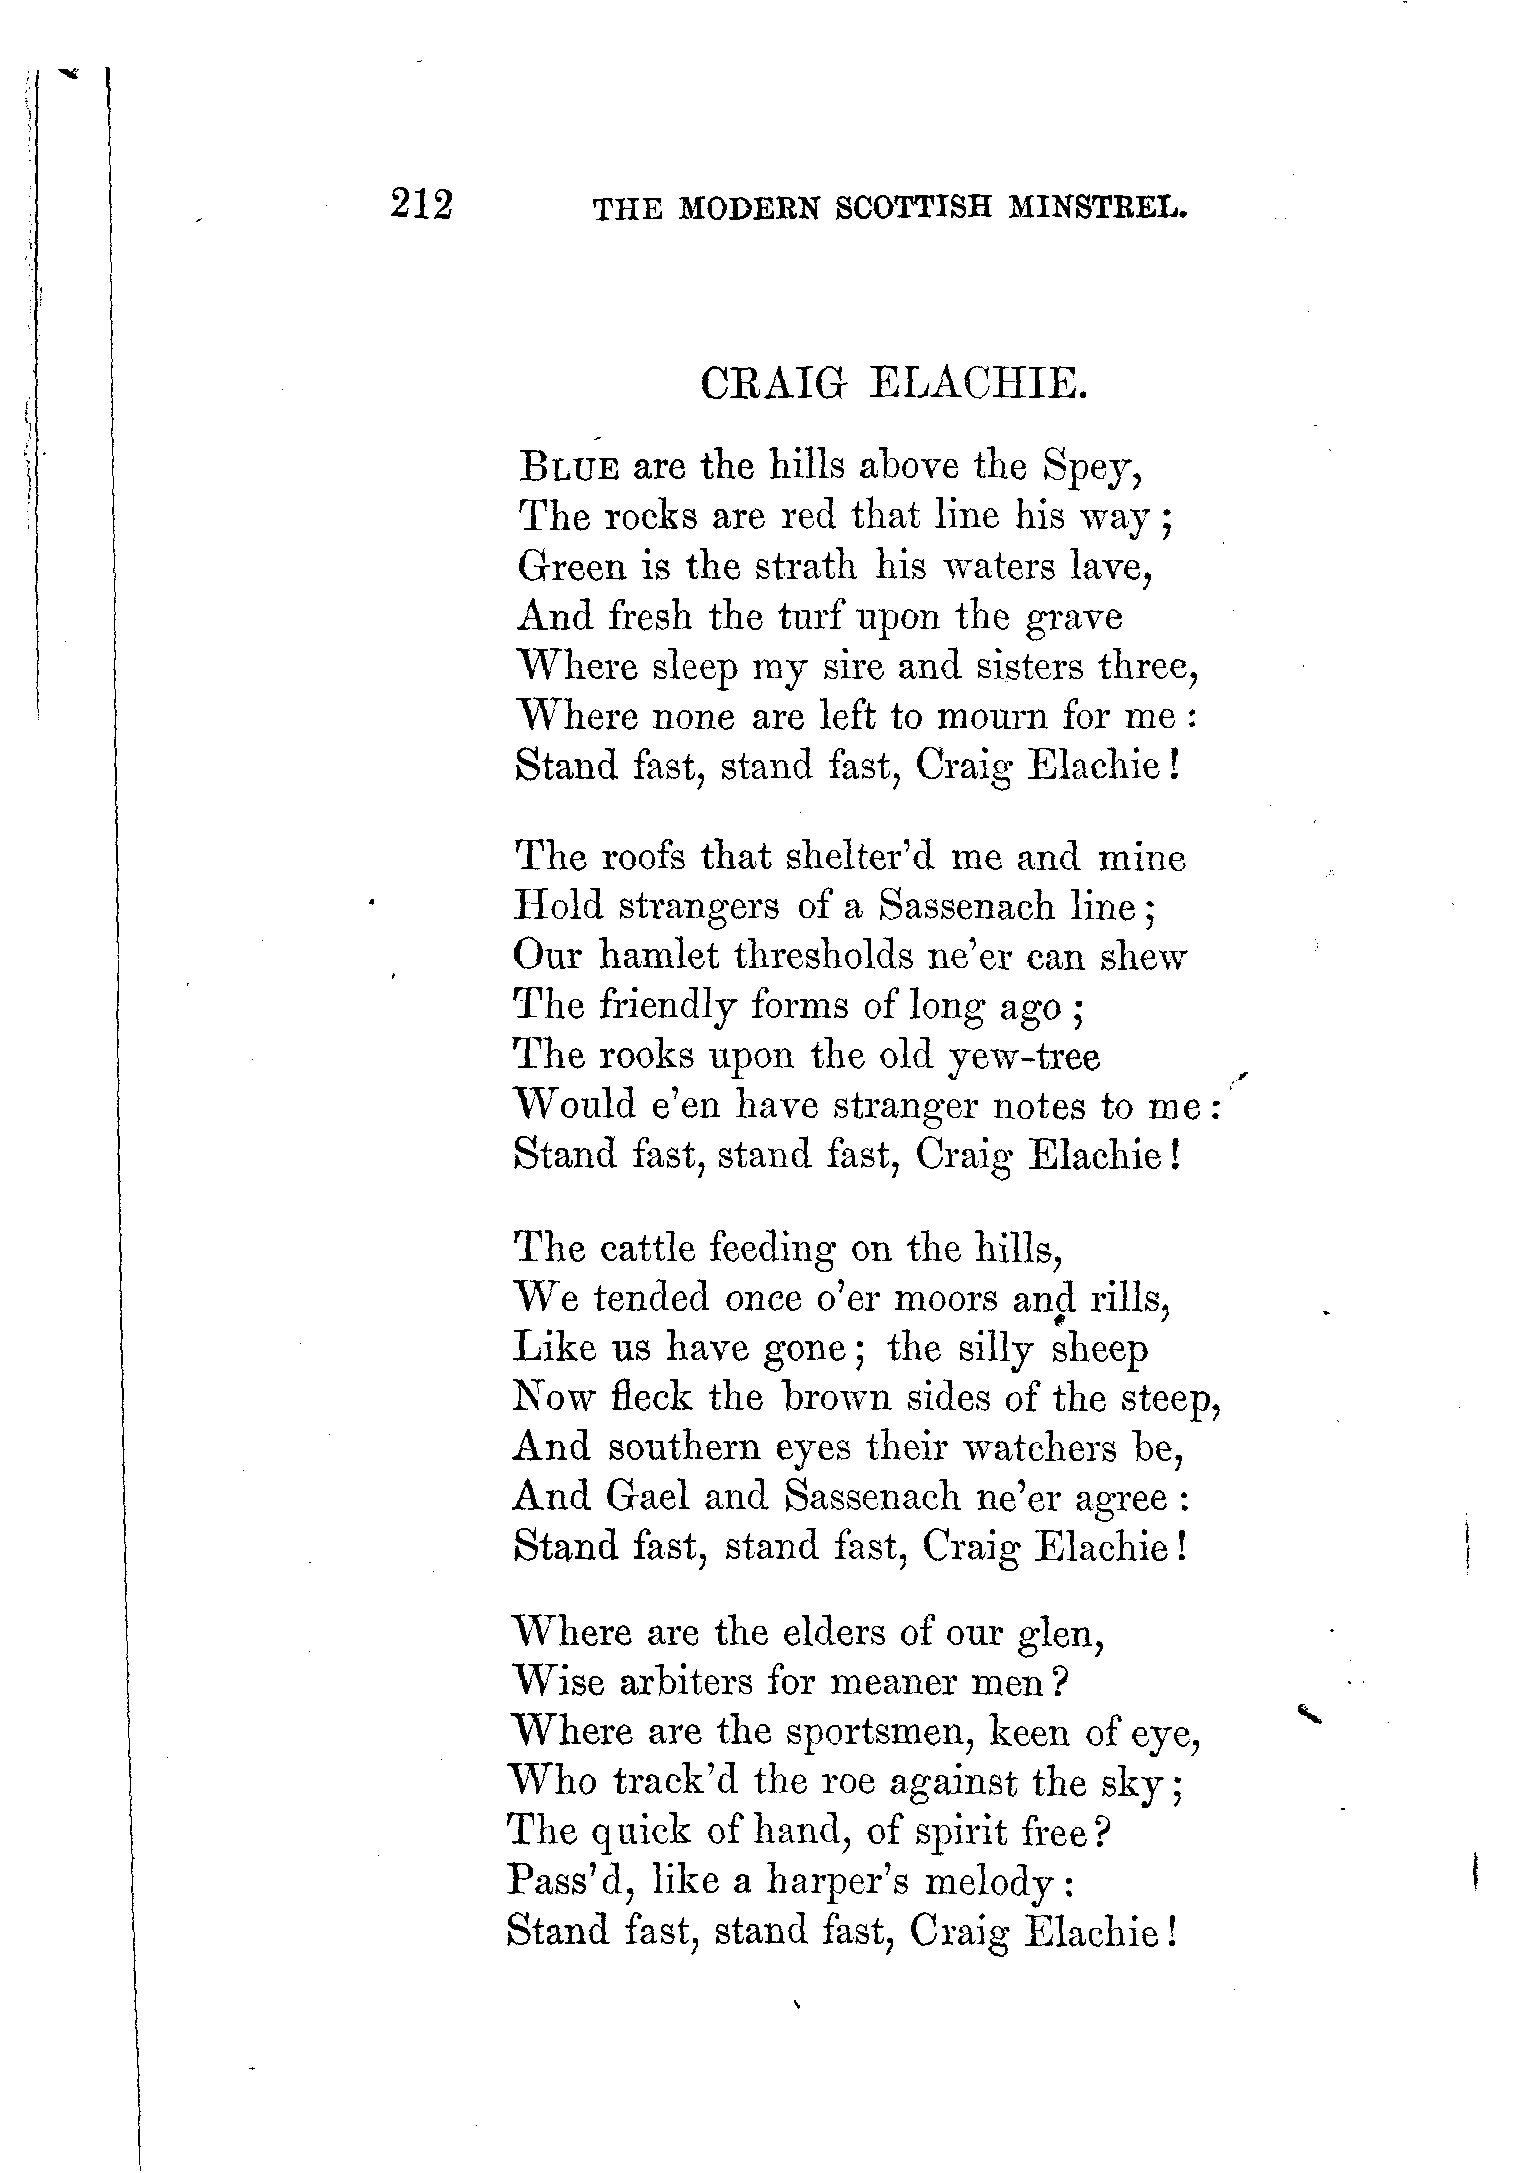 212 THE MODERN SCOTTISH MINSTREL.
CRAIG ELACHIE.
BLUE are the hills above the Spey,
The rocks are red that line his way;
Green is the strath his waters lave,
And fresh the turf upon the grave
Where sleep my sire and sisters three,
Where none are left to mourn for me:
Stand fast, stand fast, Craig Elachie!
The roofs that shelter'd me and mine
Hold strangers of a Sassenach line;
Our hamlet thresholds ne'er can shew
The friendly forms of long ago;
The rooks upon the old yew-tree
Would e'en have stranger notes to me:
Stand fast, stand fast, Craig Elachie!
The cattle feeding on the hills,
We tended once o'er moors and rills,
Like us have gone; the silly sheep
Now fleck the brown sides of the steep,
And southern eyes their watchers be,
And Gael and Sassenach ne'er agree:
Stand fast, stand fast, Craig Elachie!
Where are the elders of our glen,
Wise arbiters for meaner men?
Where are the sportsmen, keen of eye,
Who track'd the roe against the sky;
The quick of hand, of spirit free?
Pass'd, like a harper's melody:
Stand fast, stand fast, Craig Elachie!